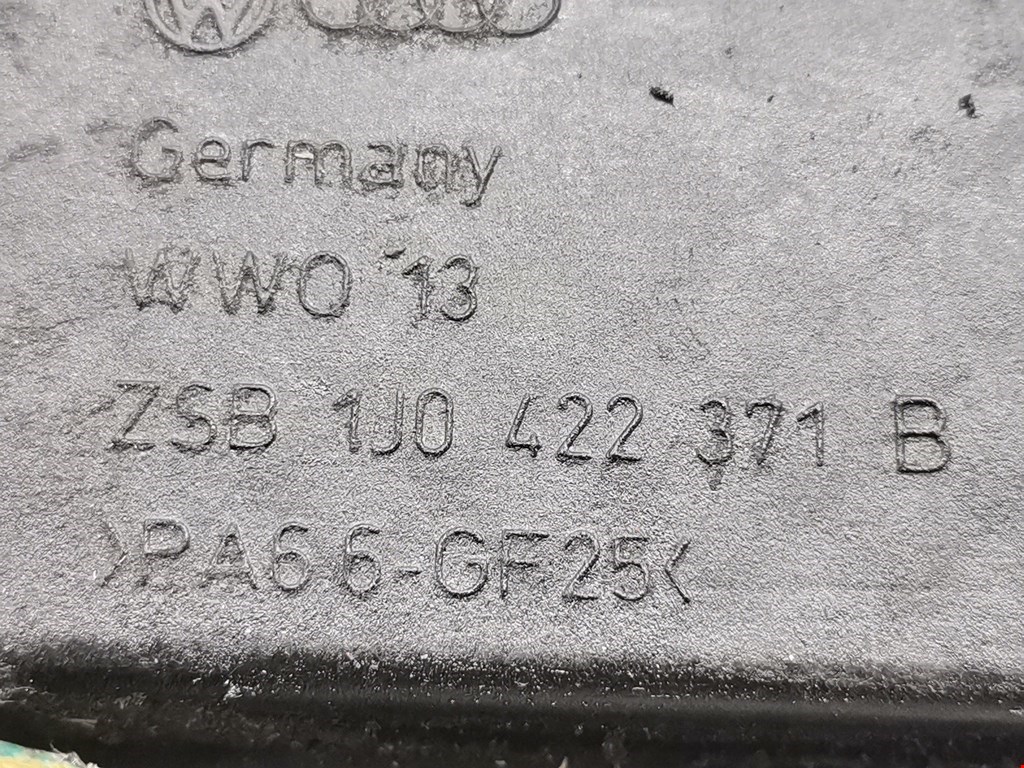 Germany
WWO 13
ZSB 1J0 422 371 B
>PA66-GF25<